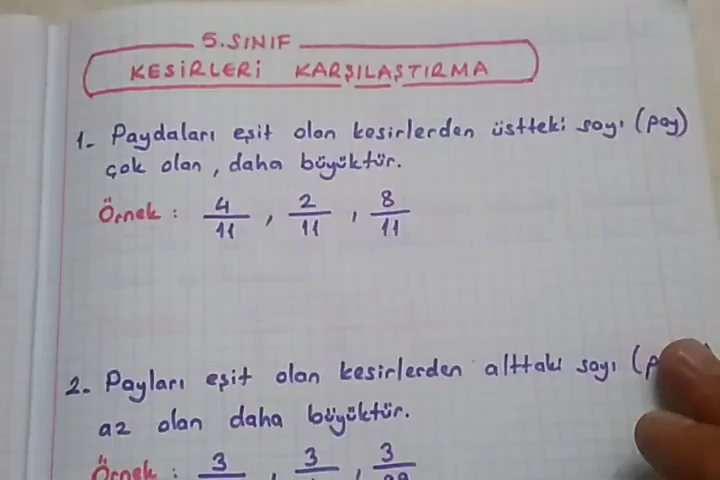 5. SINIF
KESİRLERİ KARŞILAŞTIRMA
1- Paydaları eşit olan kesirlerden üstteki sayı (pay)
çok olan, daha büyüktür.
Örnek : 4/11 , 2/11 , 8/11
2. Payları eşit olan kesirlerden alttaki sayı
az olan daha büyüktür.
Örnek : 3 , 3 , 3